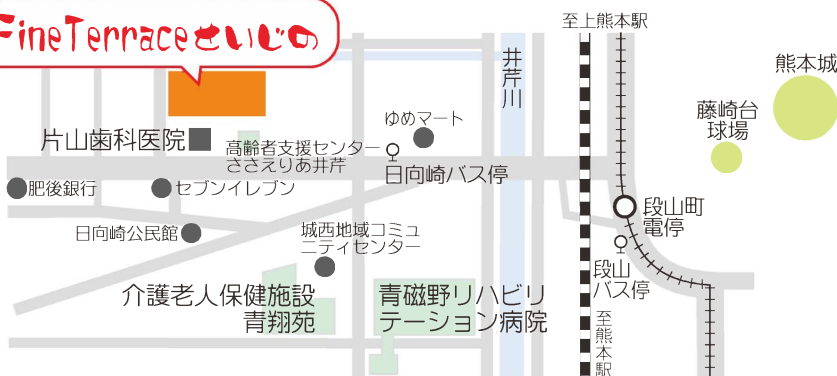 FineTerraceせいじの
至上熊本駅
井芹川
熊本城
藤崎台
球場
ゆめマート
片山歯科医院
高齢者支援センター
ささえりあ井芹
日向崎バス停
肥後銀行
セブンイレブン
段山町
電停
日向崎公民館
城西地域コミュ
ニティセンター
段山
バス停
介護老人保健施設
青翔苑
青磁野リハビリ
テーション病院
至熊本駅